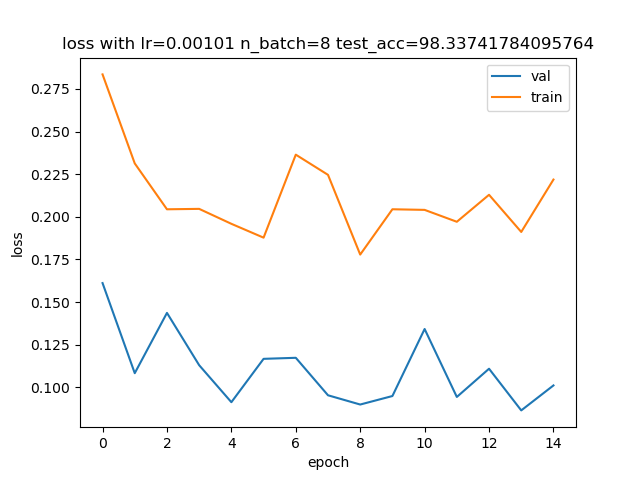 loss with lr=0.00101 n_batch=8 test_acc=98.33741784095764
val
train
0.275
0.250
0.225
0.200
0.175
0.150
0.125
0.100
loss
0 2 4 6 8 10 12 14
epoch